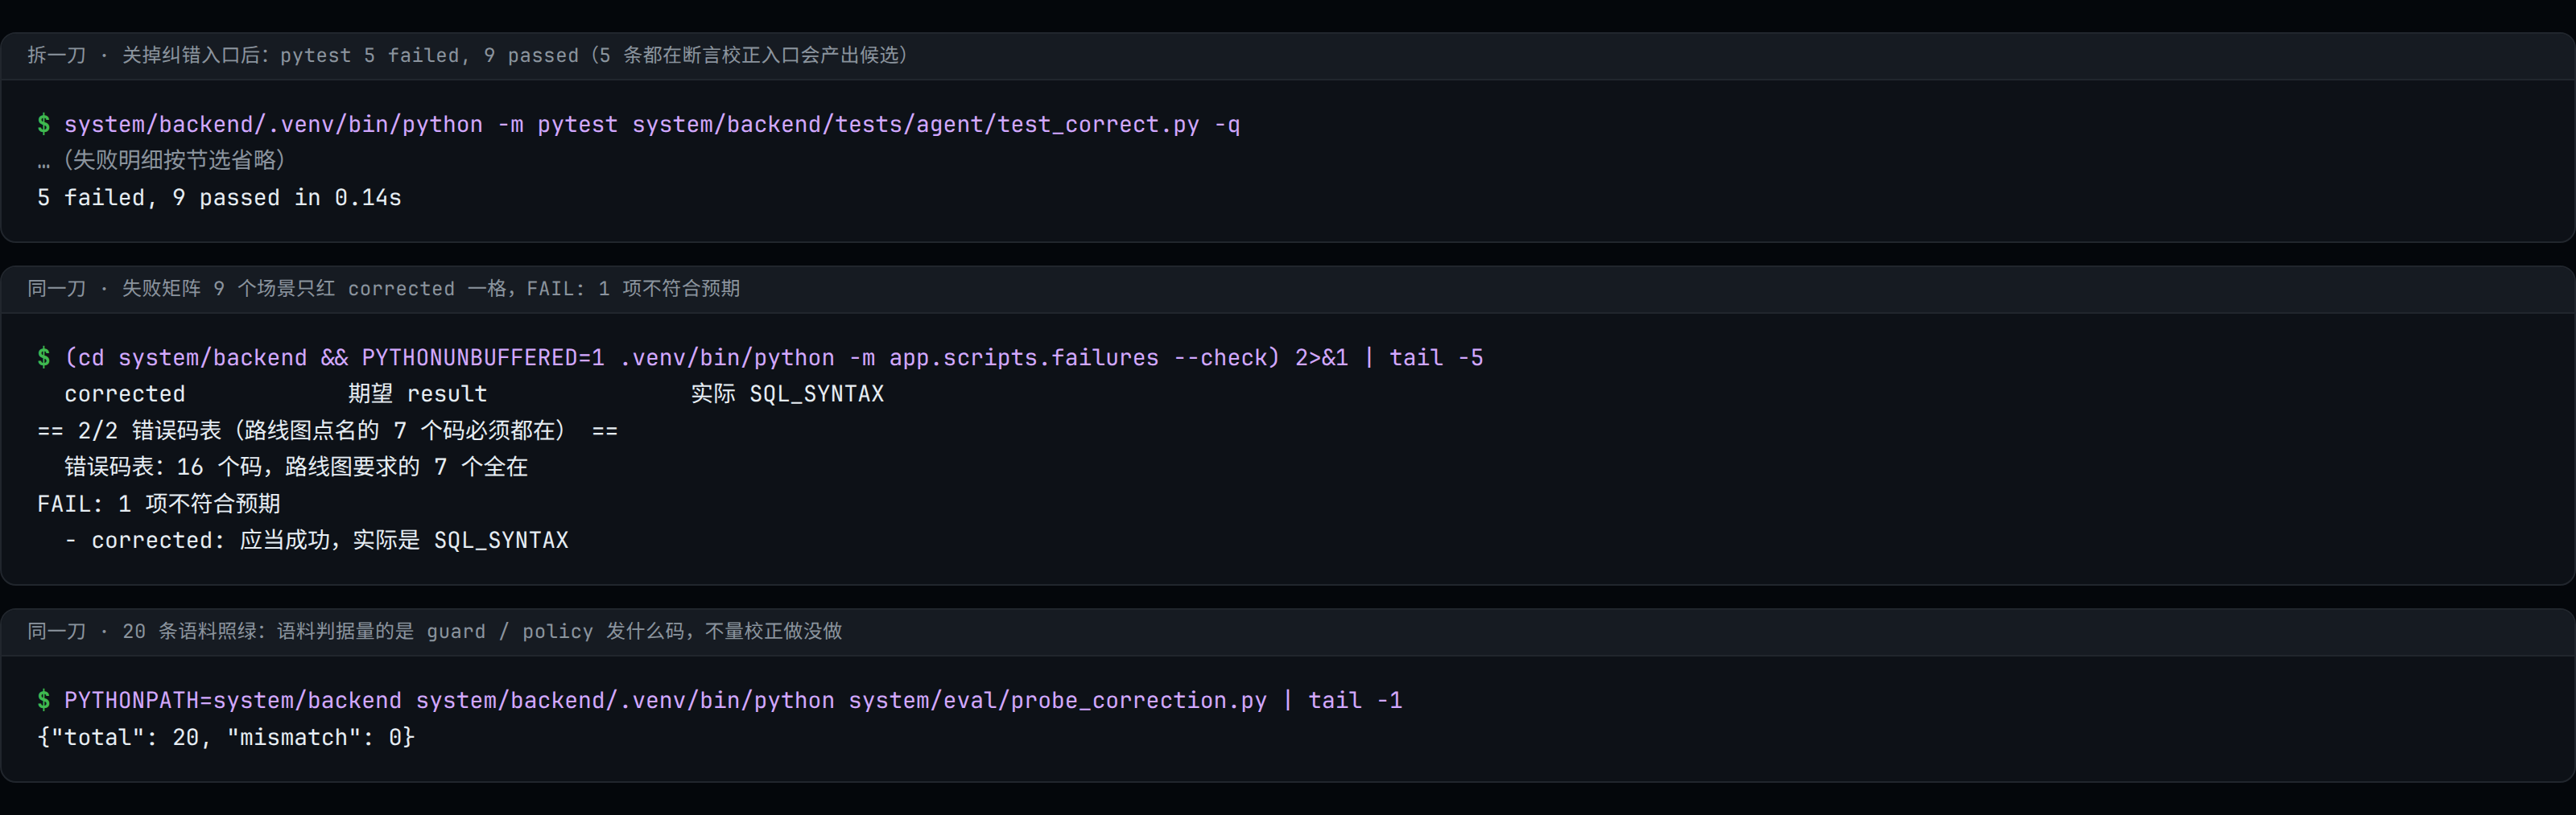 拆一刀 · 关掉纠错入口后：pytest 5 failed, 9 passed（5 条都在断言校正入口会产出候选）
$ system/backend/.venv/bin/python -m pytest system/backend/tests/agent/test_correct.py -q
…（失败明细按节选省略）
5 failed, 9 passed in 0.14s
同一刀 · 失败矩阵 9 个场景只红 corrected 一格，FAIL: 1 项不符合预期
$ (cd system/backend && PYTHONUNBUFFERED=1 .venv/bin/python -m app.scripts.failures --check) 2>&1 | tail -5
corrected 期望 result 实际 SQL_SYNTAX
== 2/2 错误码表（路线图点名的 7 个码必须都在） ==
错误码表：16 个码，路线图要求的 7 个全在
FAIL: 1 项不符合预期
- corrected: 应当成功，实际是 SQL_SYNTAX
同一刀 · 20 条语料照绿：语料判据量的是 guard / policy 发什么码，不量校正做没做
$ PYTHONPATH=system/backend system/backend/.venv/bin/python system/eval/probe_correction.py | tail -1
{"total": 20, "mismatch": 0}